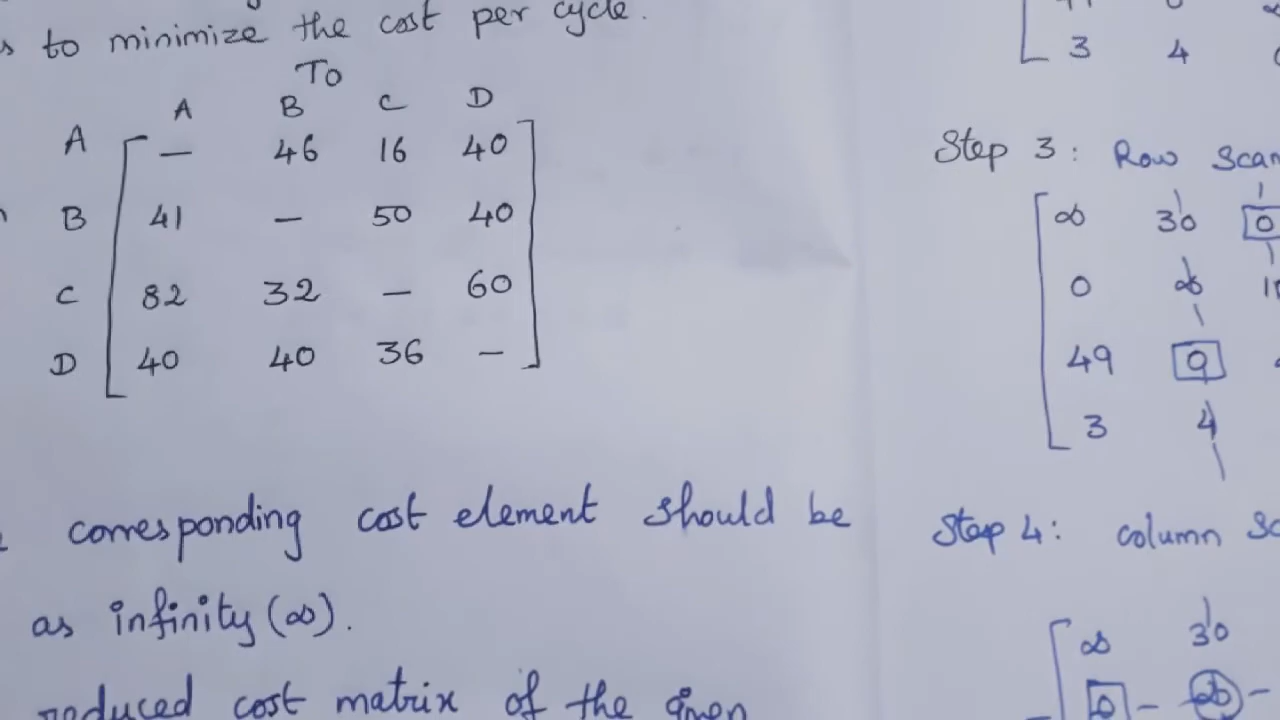 to minimize the cost per cycle.
To
A B C D
A — 46 16 40
B 41 — 50 40
C 82 32 — 60
D 40 40 36 —
corresponding cost element should be
as infinity (∞).
reduced cost matrix of the given
3 4
Step 3: Row Scan
∞ 30 0
0 ∞
49 0
3 4
Step 4: column
∞ 30
0 ∞